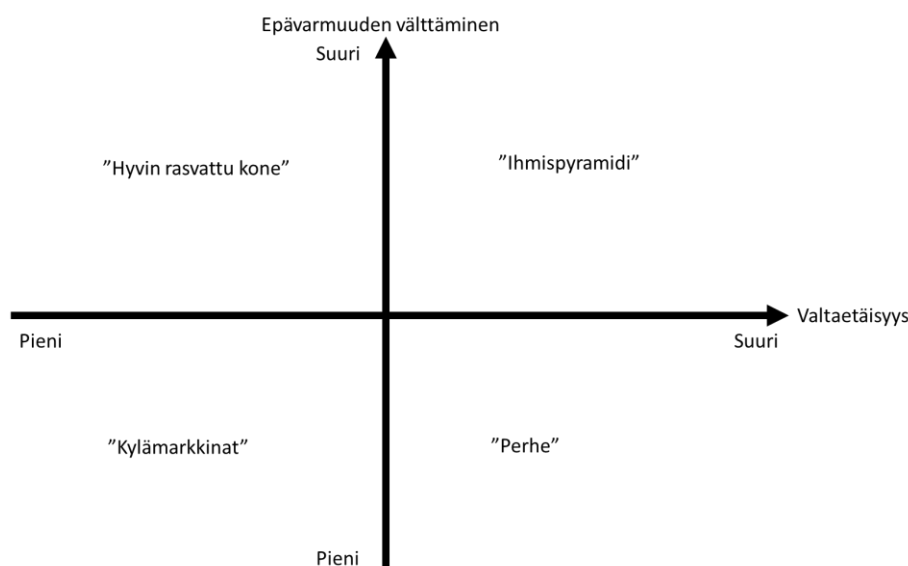 Epävarmuuden välttäminen
Suuri
”Hyvin rasvattu kone”
”Ihmispyramidi”
Valtaetäisyys
Pieni
Suuri
”Kylämarkkinat”
”Perhe”
Pieni